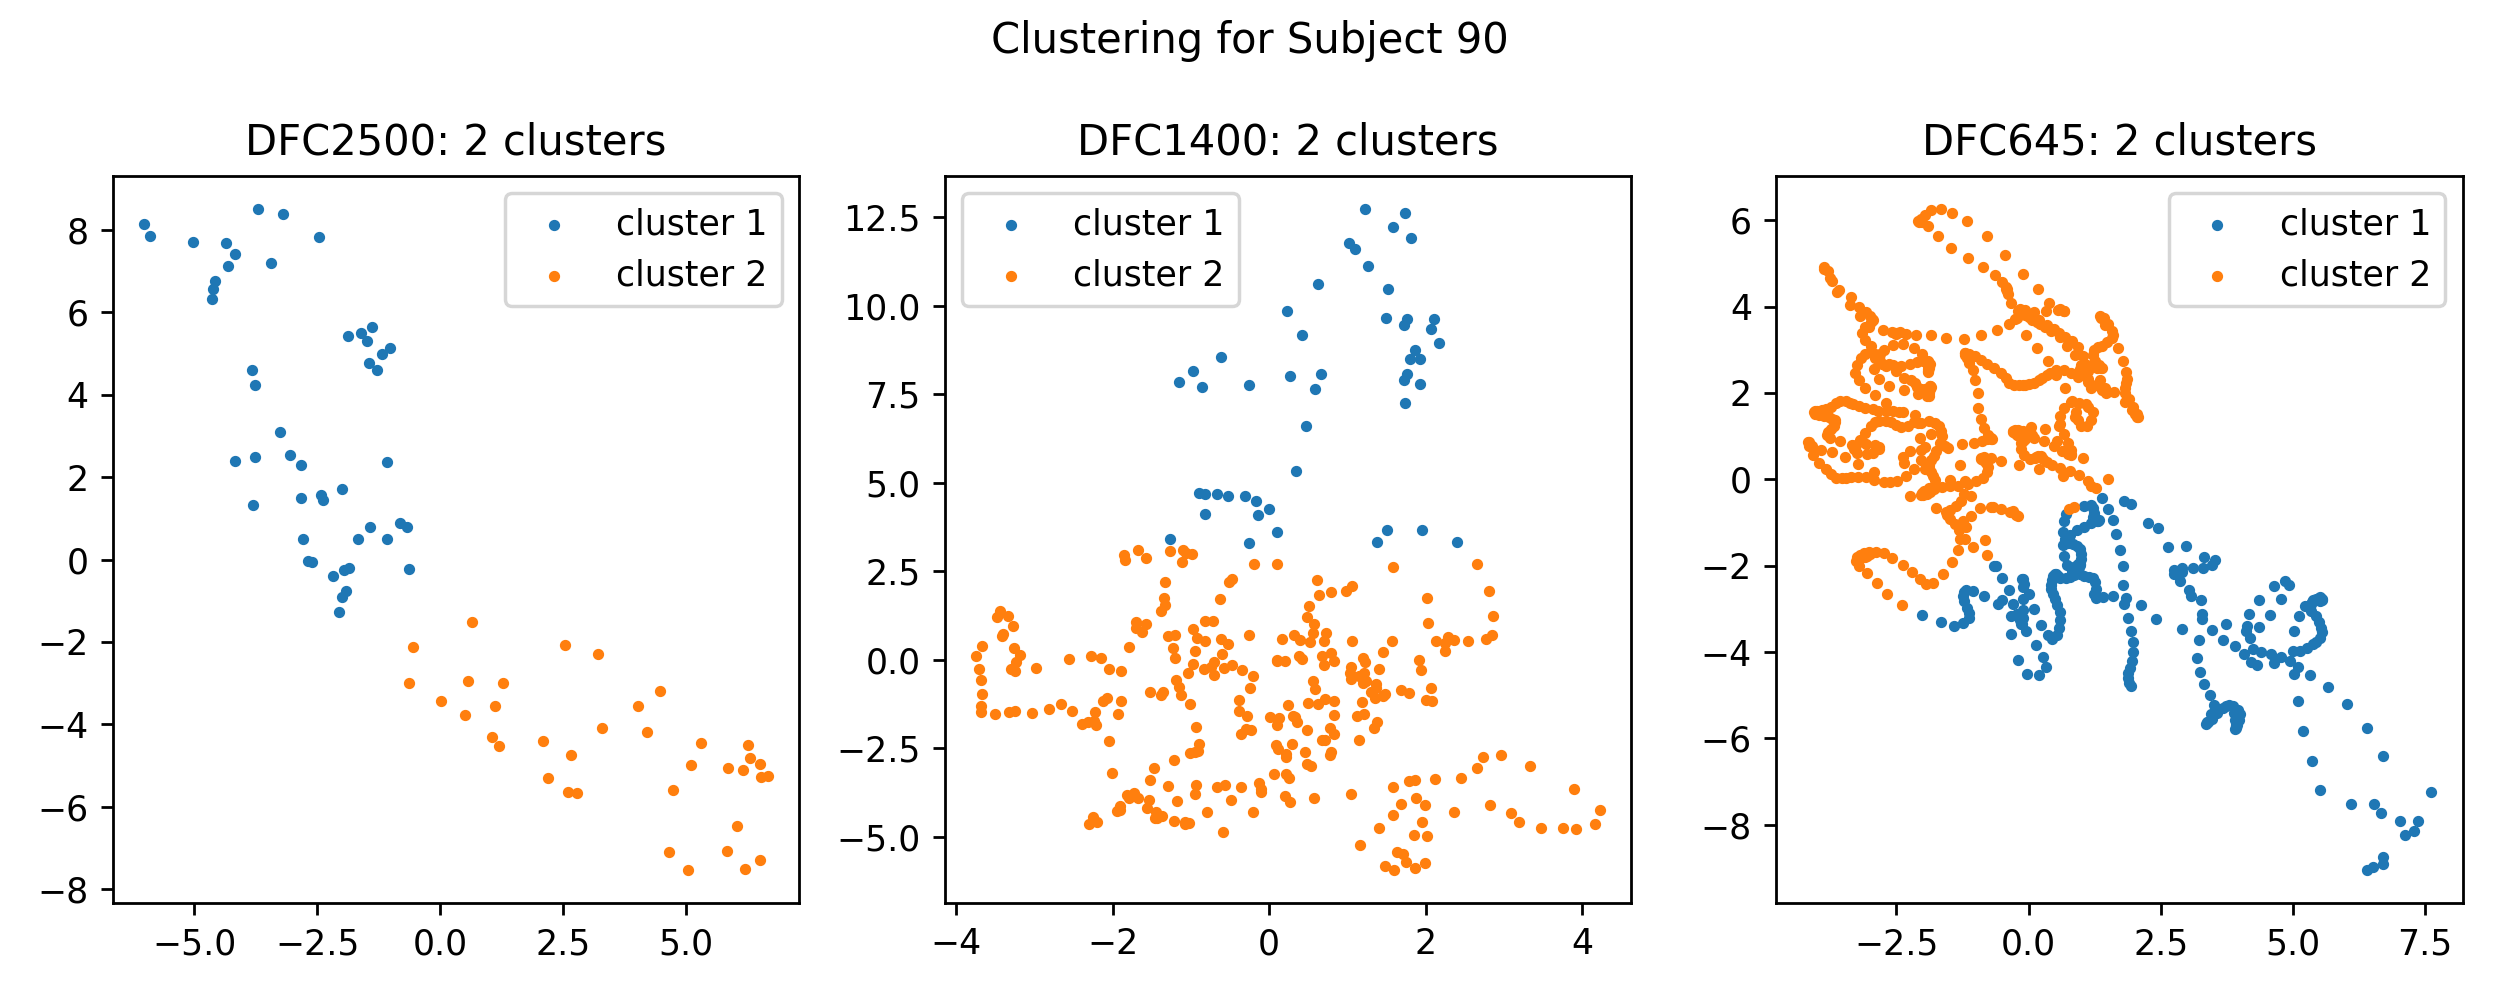 Clustering for Subject 90
DFC2500: 2 clusters
8
6
4
2
0
−2
−4
−6
−8
−5.0 −2.5 0.0 2.5 5.0
cluster 1
cluster 2
DFC1400: 2 clusters
12.5
10.0
7.5
5.0
2.5
0.0
−2.5
−5.0
−4 −2 0 2 4
cluster 1
cluster 2
DFC645: 2 clusters
6
4
2
0
−2
−4
−6
−8
−2.5 0.0 2.5 5.0 7.5
cluster 1
cluster 2